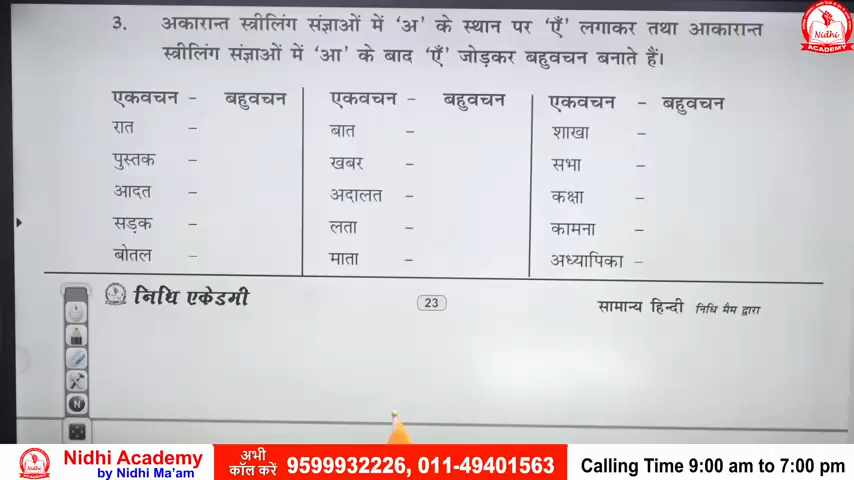 3. अकारान्त स्त्रीलिंग संज्ञाओं में ‘अ’ के स्थान पर ‘एँ’ लगाकर तथा आकारान्त
स्त्रीलिंग संज्ञाओं में ‘आ’ के बाद ‘एँ’ जोड़कर बहुवचन बनाते हैं।
एकवचन - बहुवचन एकवचन - बहुवचन एकवचन - बहुवचन
रात - बात - शाखा -
पुस्तक - खबर - सभा -
आदत - अदालत - कक्षा -
सड़क - लता - कामना -
बोतल - माता - अध्यापिका -
निधि एकेडमी 23 सामान्य हिन्दी निधि मैम द्वारा
N
Nidhi
ACADEMY
Nidhi Academy
by Nidhi Ma'am
अभी
कॉल करें
9599932226, 011-49401563
Calling Time 9:00 am to 7:00 pm